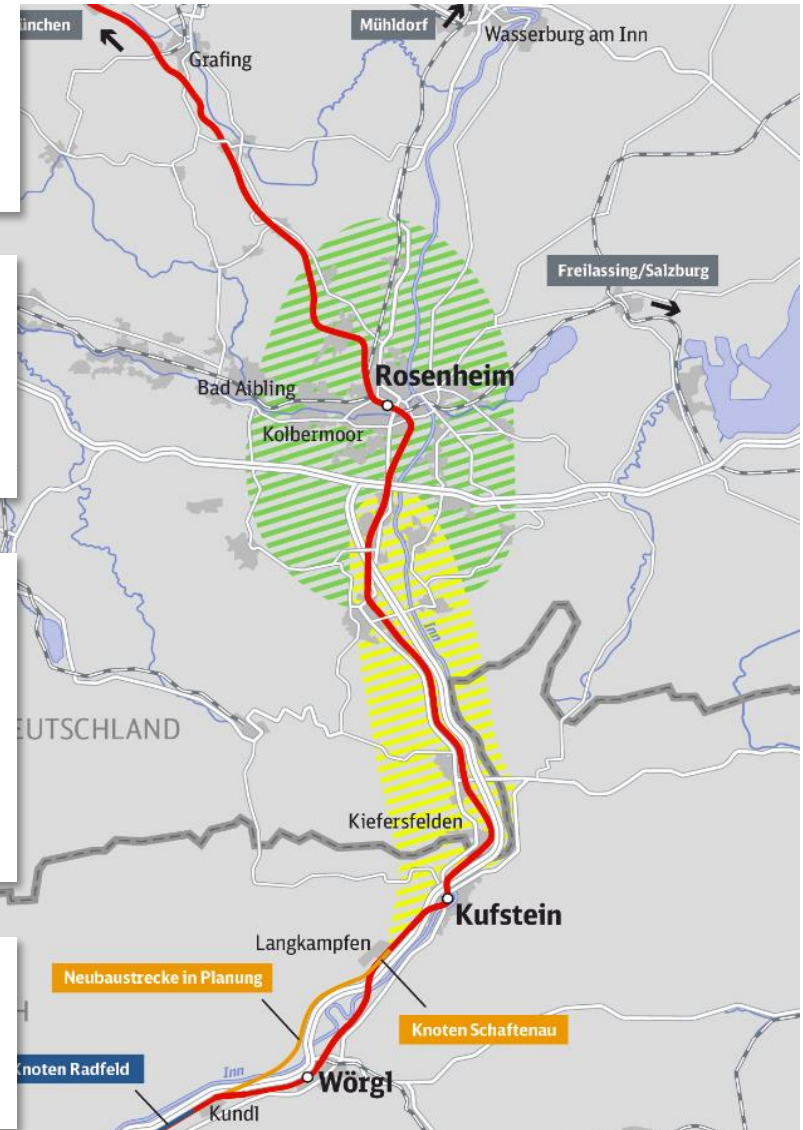 ünchen
Mühldorf
Wasserburg am Inn
Grafing
Freilassing/Salzburg
Rosenheim
Bad Aibling
Kolbermoor
Inn
EUTSCHLAND
Kiefersfelden
Kufstein
Langkampfen
Neubaustrecke in Planung
Knoten Schaftenau
Knoten Radfeld
Inn
Wörgl
Kundl